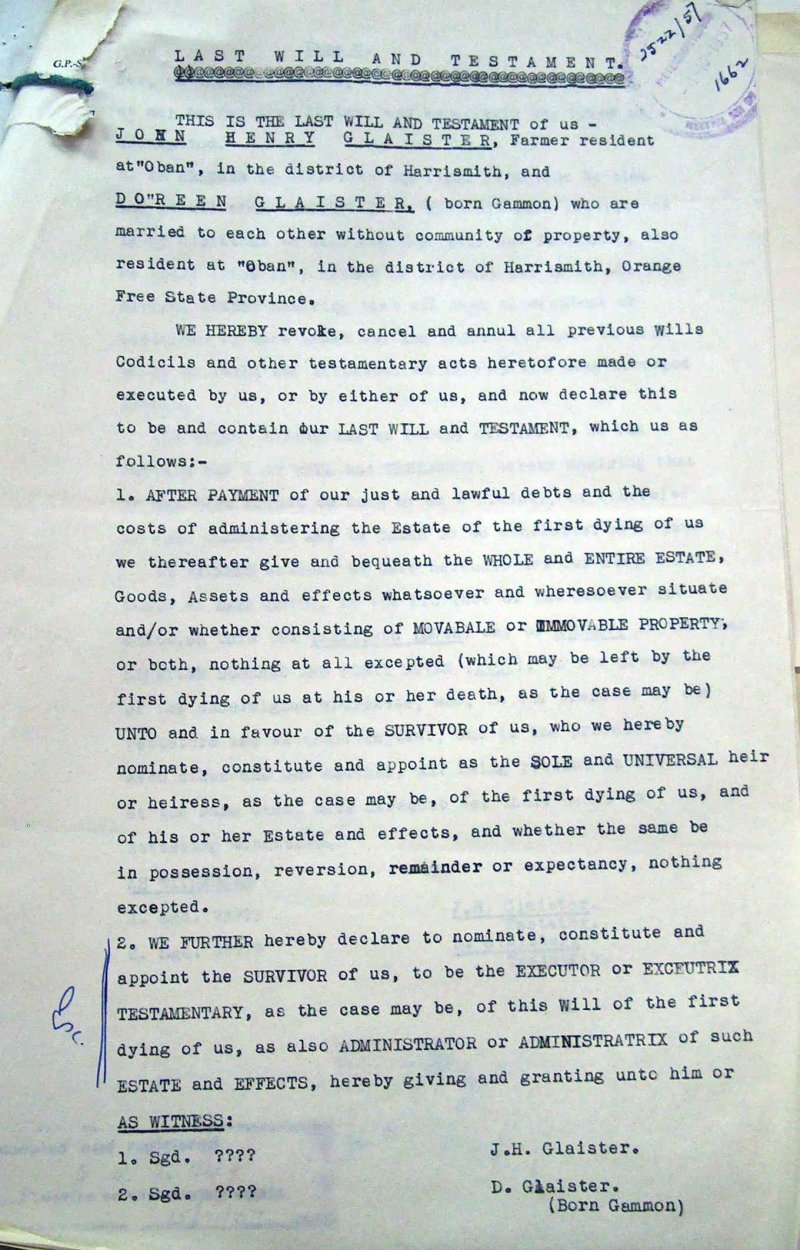 G.P.-S
2522/57
1662
LAST WILL AND TESTAMENT.
@@@@@@@@@@@@@@@@@@@@@@@@@@@@@@@@@@@@@@@@@@@@@@
THIS IS THE LAST WILL AND TESTAMENT of us -
JOHN HENRY GLAISTER, Farmer resident
at"Oban", in the district of Harrismith, and
DO"REEN GLAISTER, ( born Gammon) who are
married to each other without community of property, also
resident at "Oban", in the district of Harrismith, Orange
Free State Province.
WE HEREBY revoke, cancel and annul all previous Wills
Codicils and other testamentary acts heretofore made or
executed by us, or by either of us, and now declare this
to be and contain our LAST WILL and TESTAMENT, which us as
follows:-
1. AFTER PAYMENT of our just and lawful debts and the
costs of administering the Estate of the first dying of us
we thereafter give and bequeath the WHOLE and ENTIRE ESTATE,
Goods, Assets and effects whatsoever and wheresoever situate
and/or whether consisting of MOVABALE or IMMOVABLE PROPERTY,
or both, nothing at all excepted (which may be left by the
first dying of us at his or her death, as the case may be)
UNTO and in favour of the SURVIVOR of us, who we hereby
nominate, constitute and appoint as the SOLE and UNIVERSAL heir
or heiress, as the case may be, of the first dying of us, and
of his or her Estate and effects, and whether the same be
in possession, reversion, remainder or expectancy, nothing
excepted.
2. WE FURTHER hereby declare to nominate, constitute and
appoint the SURVIVOR of us, to be the EXECUTOR or EXCEUTRIX
TESTAMENTARY, as the case may be, of this Will of the first
dying of us, as also ADMINISTRATOR or ADMINISTRATRIX of such
ESTATE and EFFECTS, hereby giving and granting unto him or
AS WITNESS:
1. Sgd. ???? J.H. Glaister.
2. Sgd. ???? D. Glaister.
(Born Gammon)